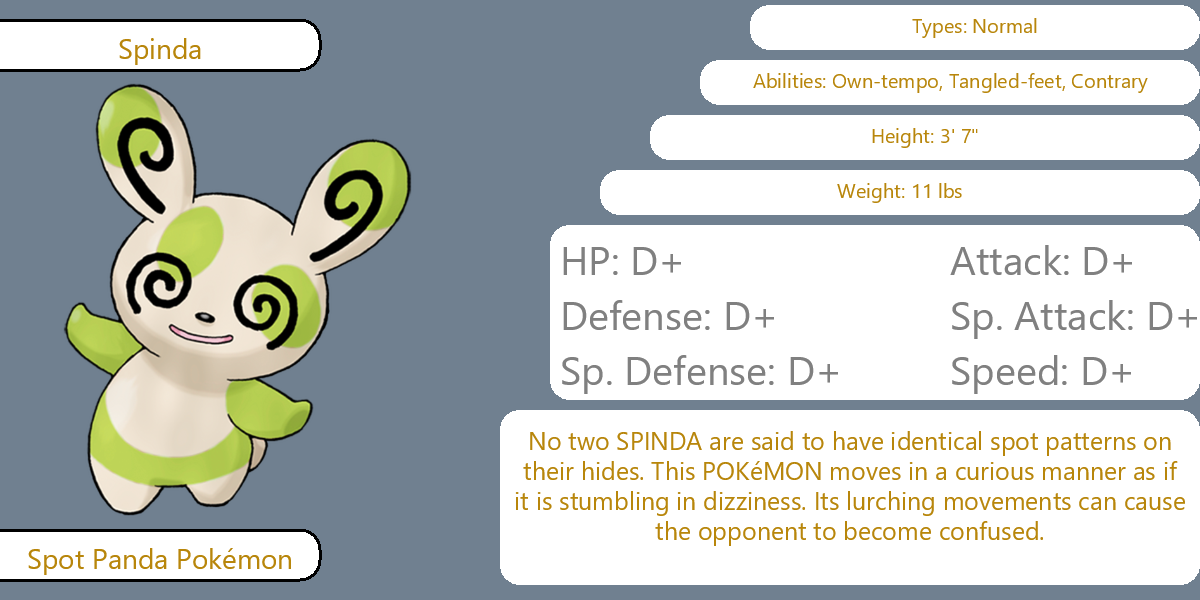 Spinda
Types: Normal
Abilities: Own-tempo, Tangled-feet, Contrary
Height: 3' 7"
Weight: 11 lbs
HP: D+ Attack: D+
Defense: D+ Sp. Attack: D+
Sp. Defense: D+ Speed: D+
No two SPINDA are said to have identical spot patterns on
their hides. This POKéMON moves in a curious manner as if
it is stumbling in dizziness. Its lurching movements can cause
the opponent to become confused.
Spot Panda Pokémon